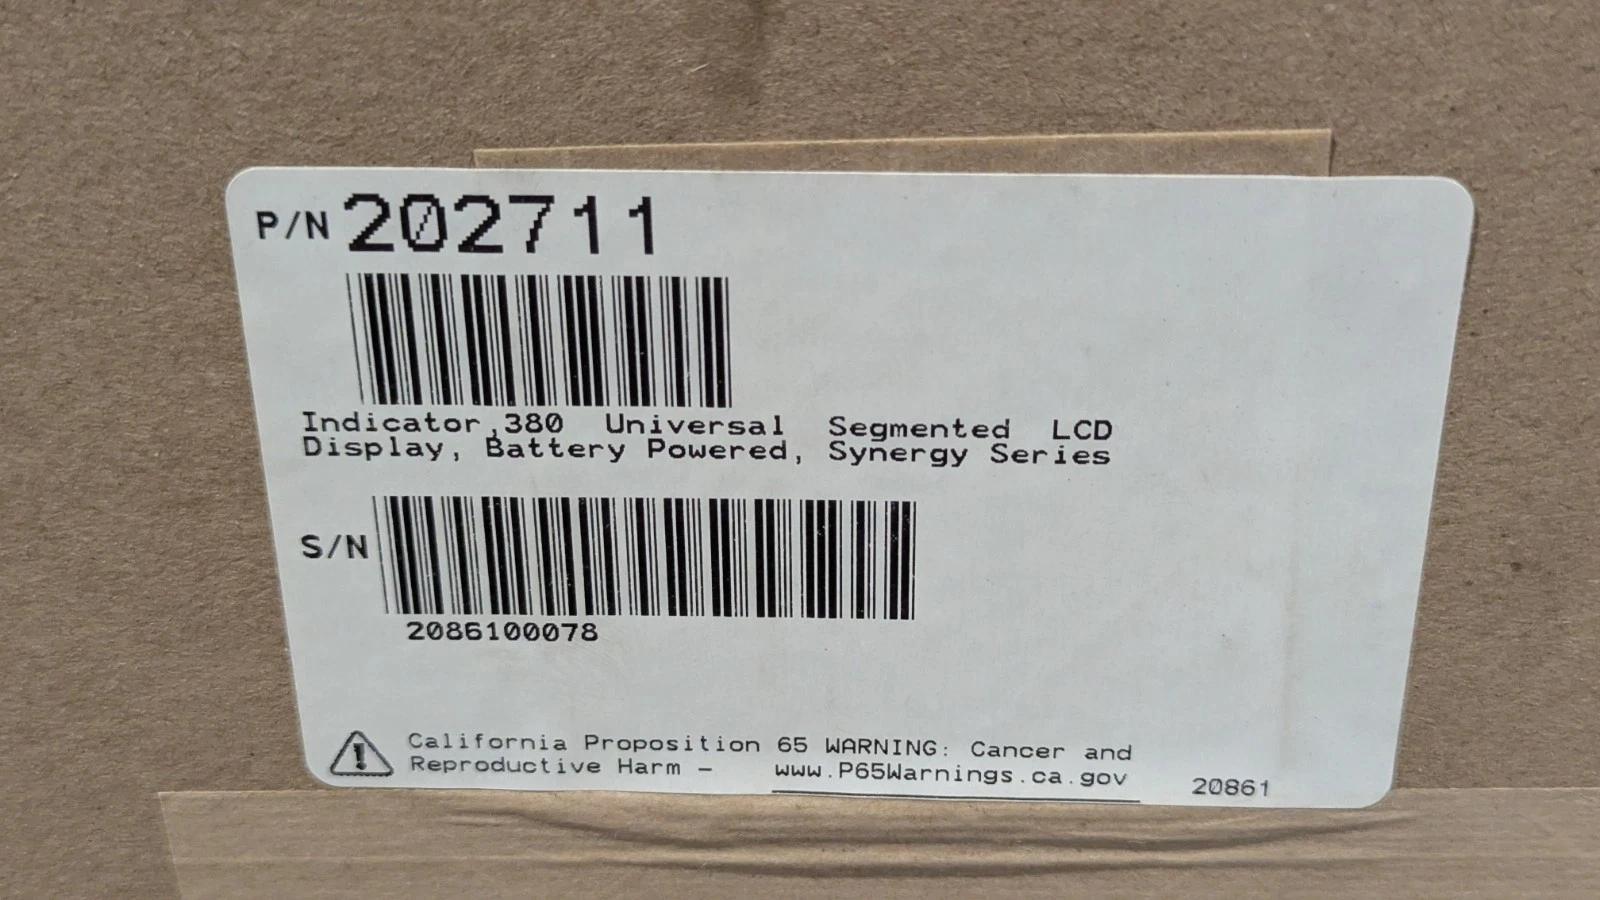 P/N 202711
Indicator,380 Universal Segmented LCD
Display, Battery Powered, Synergy Series
S/N
2086100078
California Proposition 65 WARNING: Cancer and
Reproductive Harm - www.P65Warnings.ca.gov
20861